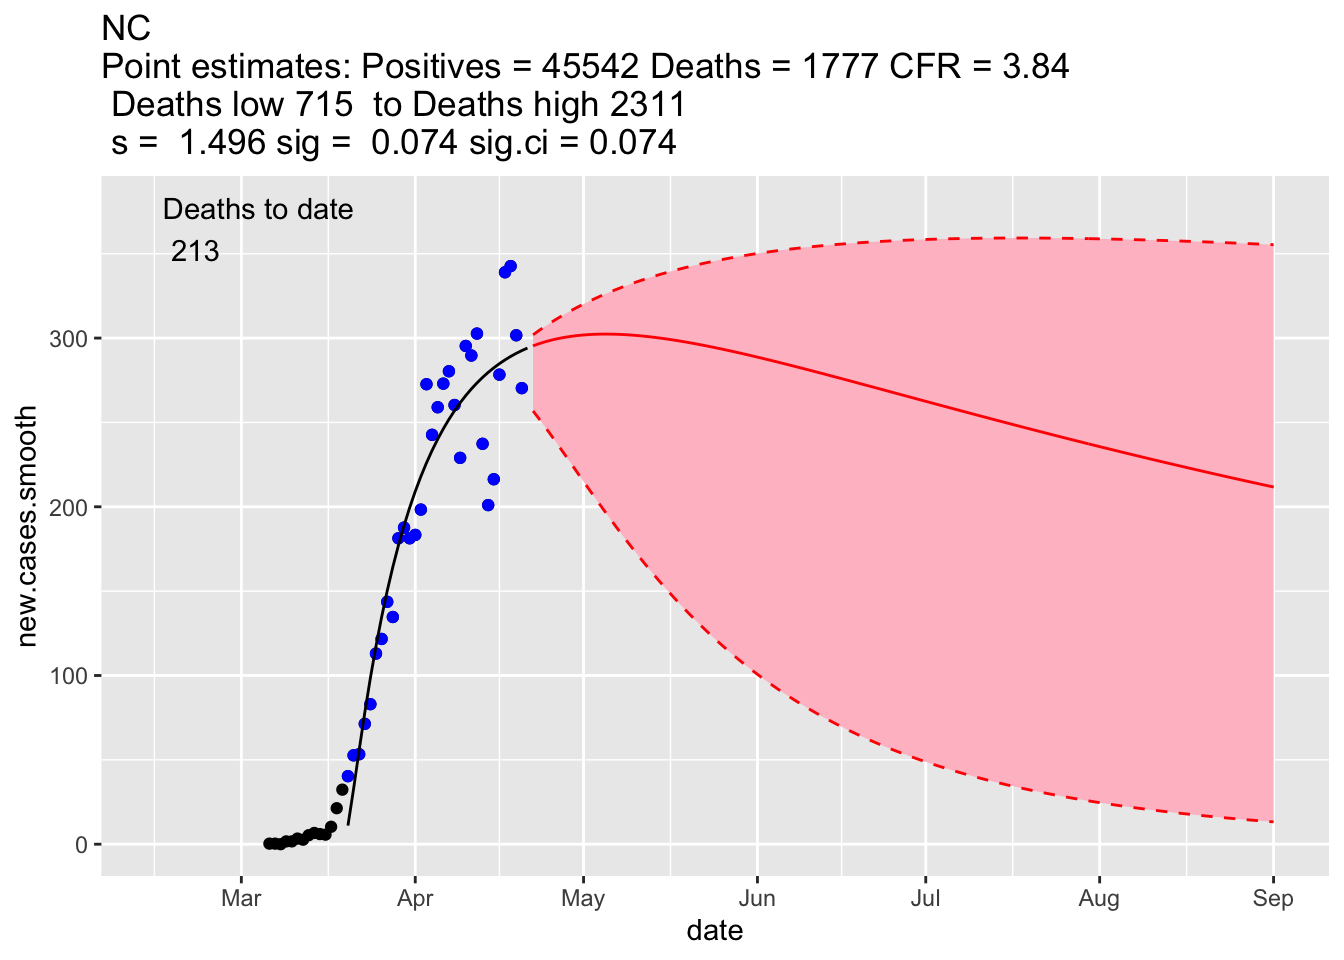 NC
Point estimates: Positives = 45542 Deaths = 1777 CFR = 3.84
Deaths low 715  to Deaths high 2311
s =  1.496 sig =  0.074 sig.ci = 0.074
Deaths to date
213
new.cases.smooth
300
200
100
0
Mar Apr May Jun Jul Aug Sep
date